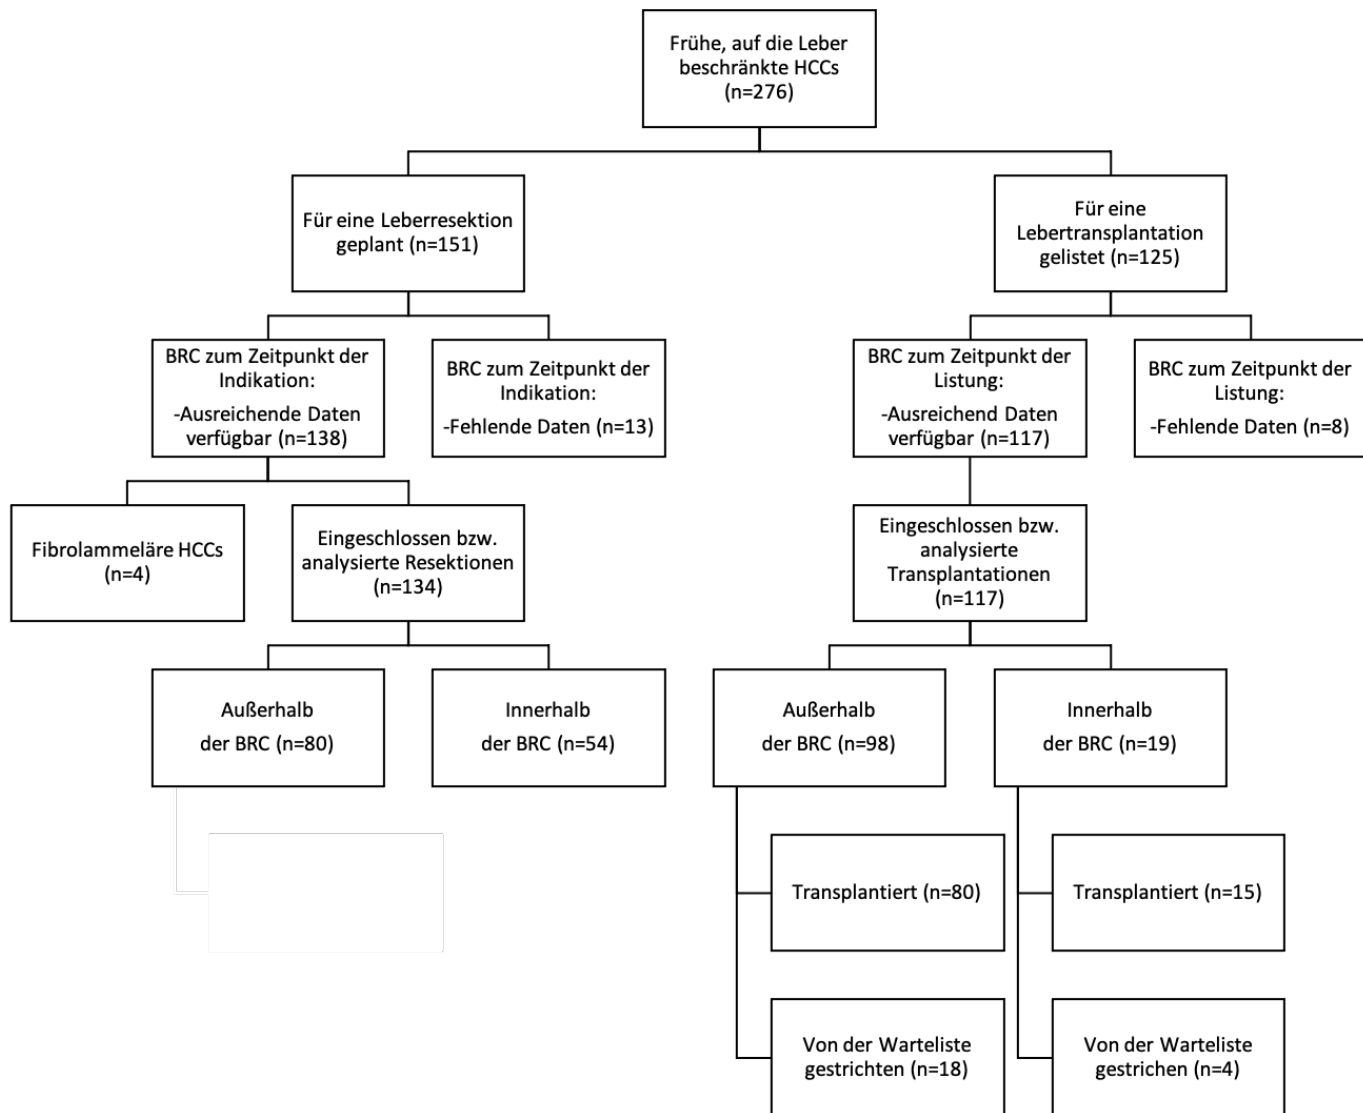 Frühe, auf die Leber
beschränkte HCCs
(n=276)
Für eine Leberresektion
geplant (n=151)
Für eine
Lebertransplantation
gelistet (n=125)
BRC zum Zeitpunkt der
Indikation:
-Ausreichende Daten
verfügbar (n=138)
BRC zum Zeitpunkt der
Indikation:
-Fehlende Daten (n=13)
BRC zum Zeitpunkt der
Listung:
-Ausreichend Daten
verfügbar (n=117)
BRC zum Zeitpunkt der
Listung:
-Fehlende Daten (n=8)
Fibrolammeläre HCCs
(n=4)
Eingeschlossen bzw.
analysierte Resektionen
(n=134)
Eingeschlossen bzw.
analysierte
Transplantationen
(n=117)
Außerhalb
der BRC (n=80)
Innerhalb
der BRC (n=54)
Außerhalb
der BRC (n=98)
Innerhalb
der BRC (n=19)
Transplantiert (n=80)
Transplantiert (n=15)
Von der Warteliste
gestrichten (n=18)
Von der Warteliste
gestrichen (n=4)